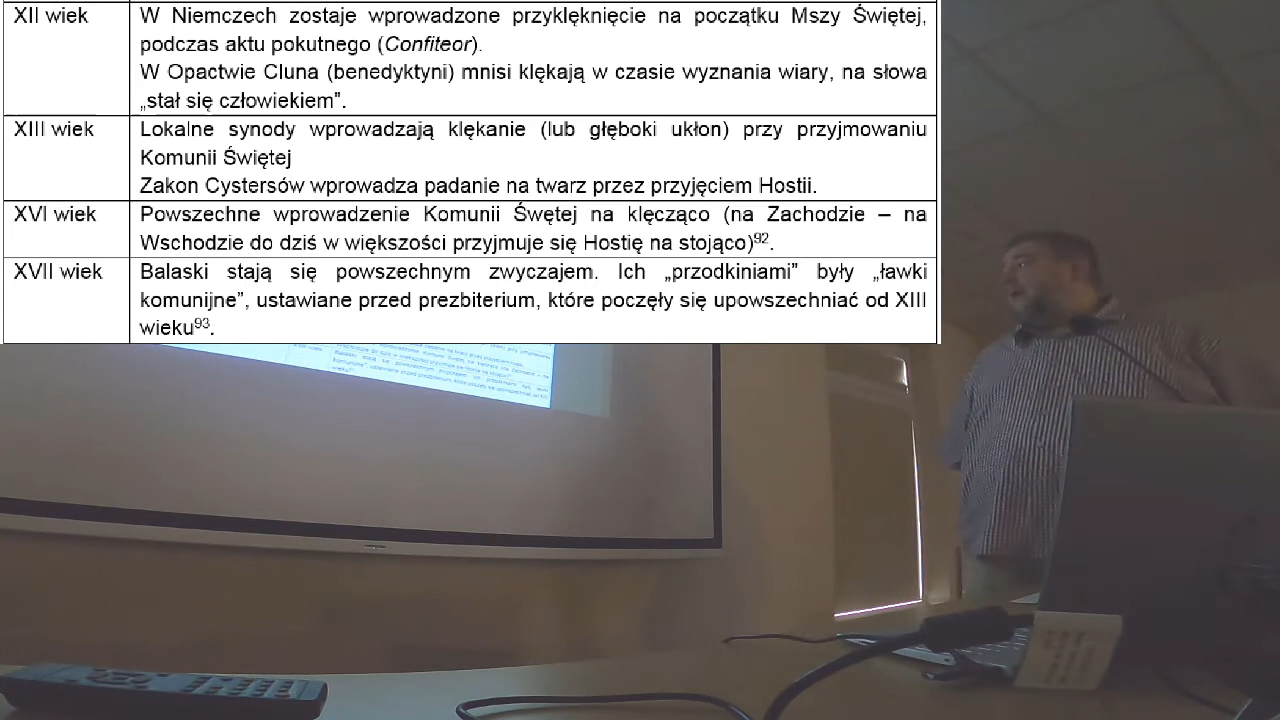 XII wiek
W Niemczech zostaje wprowadzone przyklęknięcie na początku Mszy Świętej,
podczas aktu pokutnego (Confiteor).
W Opactwie Cluna (benedyktyni) mnisi klękają w czasie wyznania wiary, na słowa
„stał się człowiekiem”.
XIII wiek
Lokalne synody wprowadzają klękanie (lub głęboki ukłon) przy przyjmowaniu
Komunii Świętej
Zakon Cystersów wprowadza padanie na twarz przez przyjęciem Hostii.
XVI wiek
Powszechne wprowadzenie Komunii Śwętej na klęcząco (na Zachodzie – na
Wschodzie do dziś w większości przyjmuje się Hostię na stojąco)92.
XVII wiek
Balaski stają się powszechnym zwyczajem. Ich „przodkiniami” były „ławki
komunijne”, ustawiane przed prezbiterium, które poczęły się upowszechniać od XIII
wieku93.